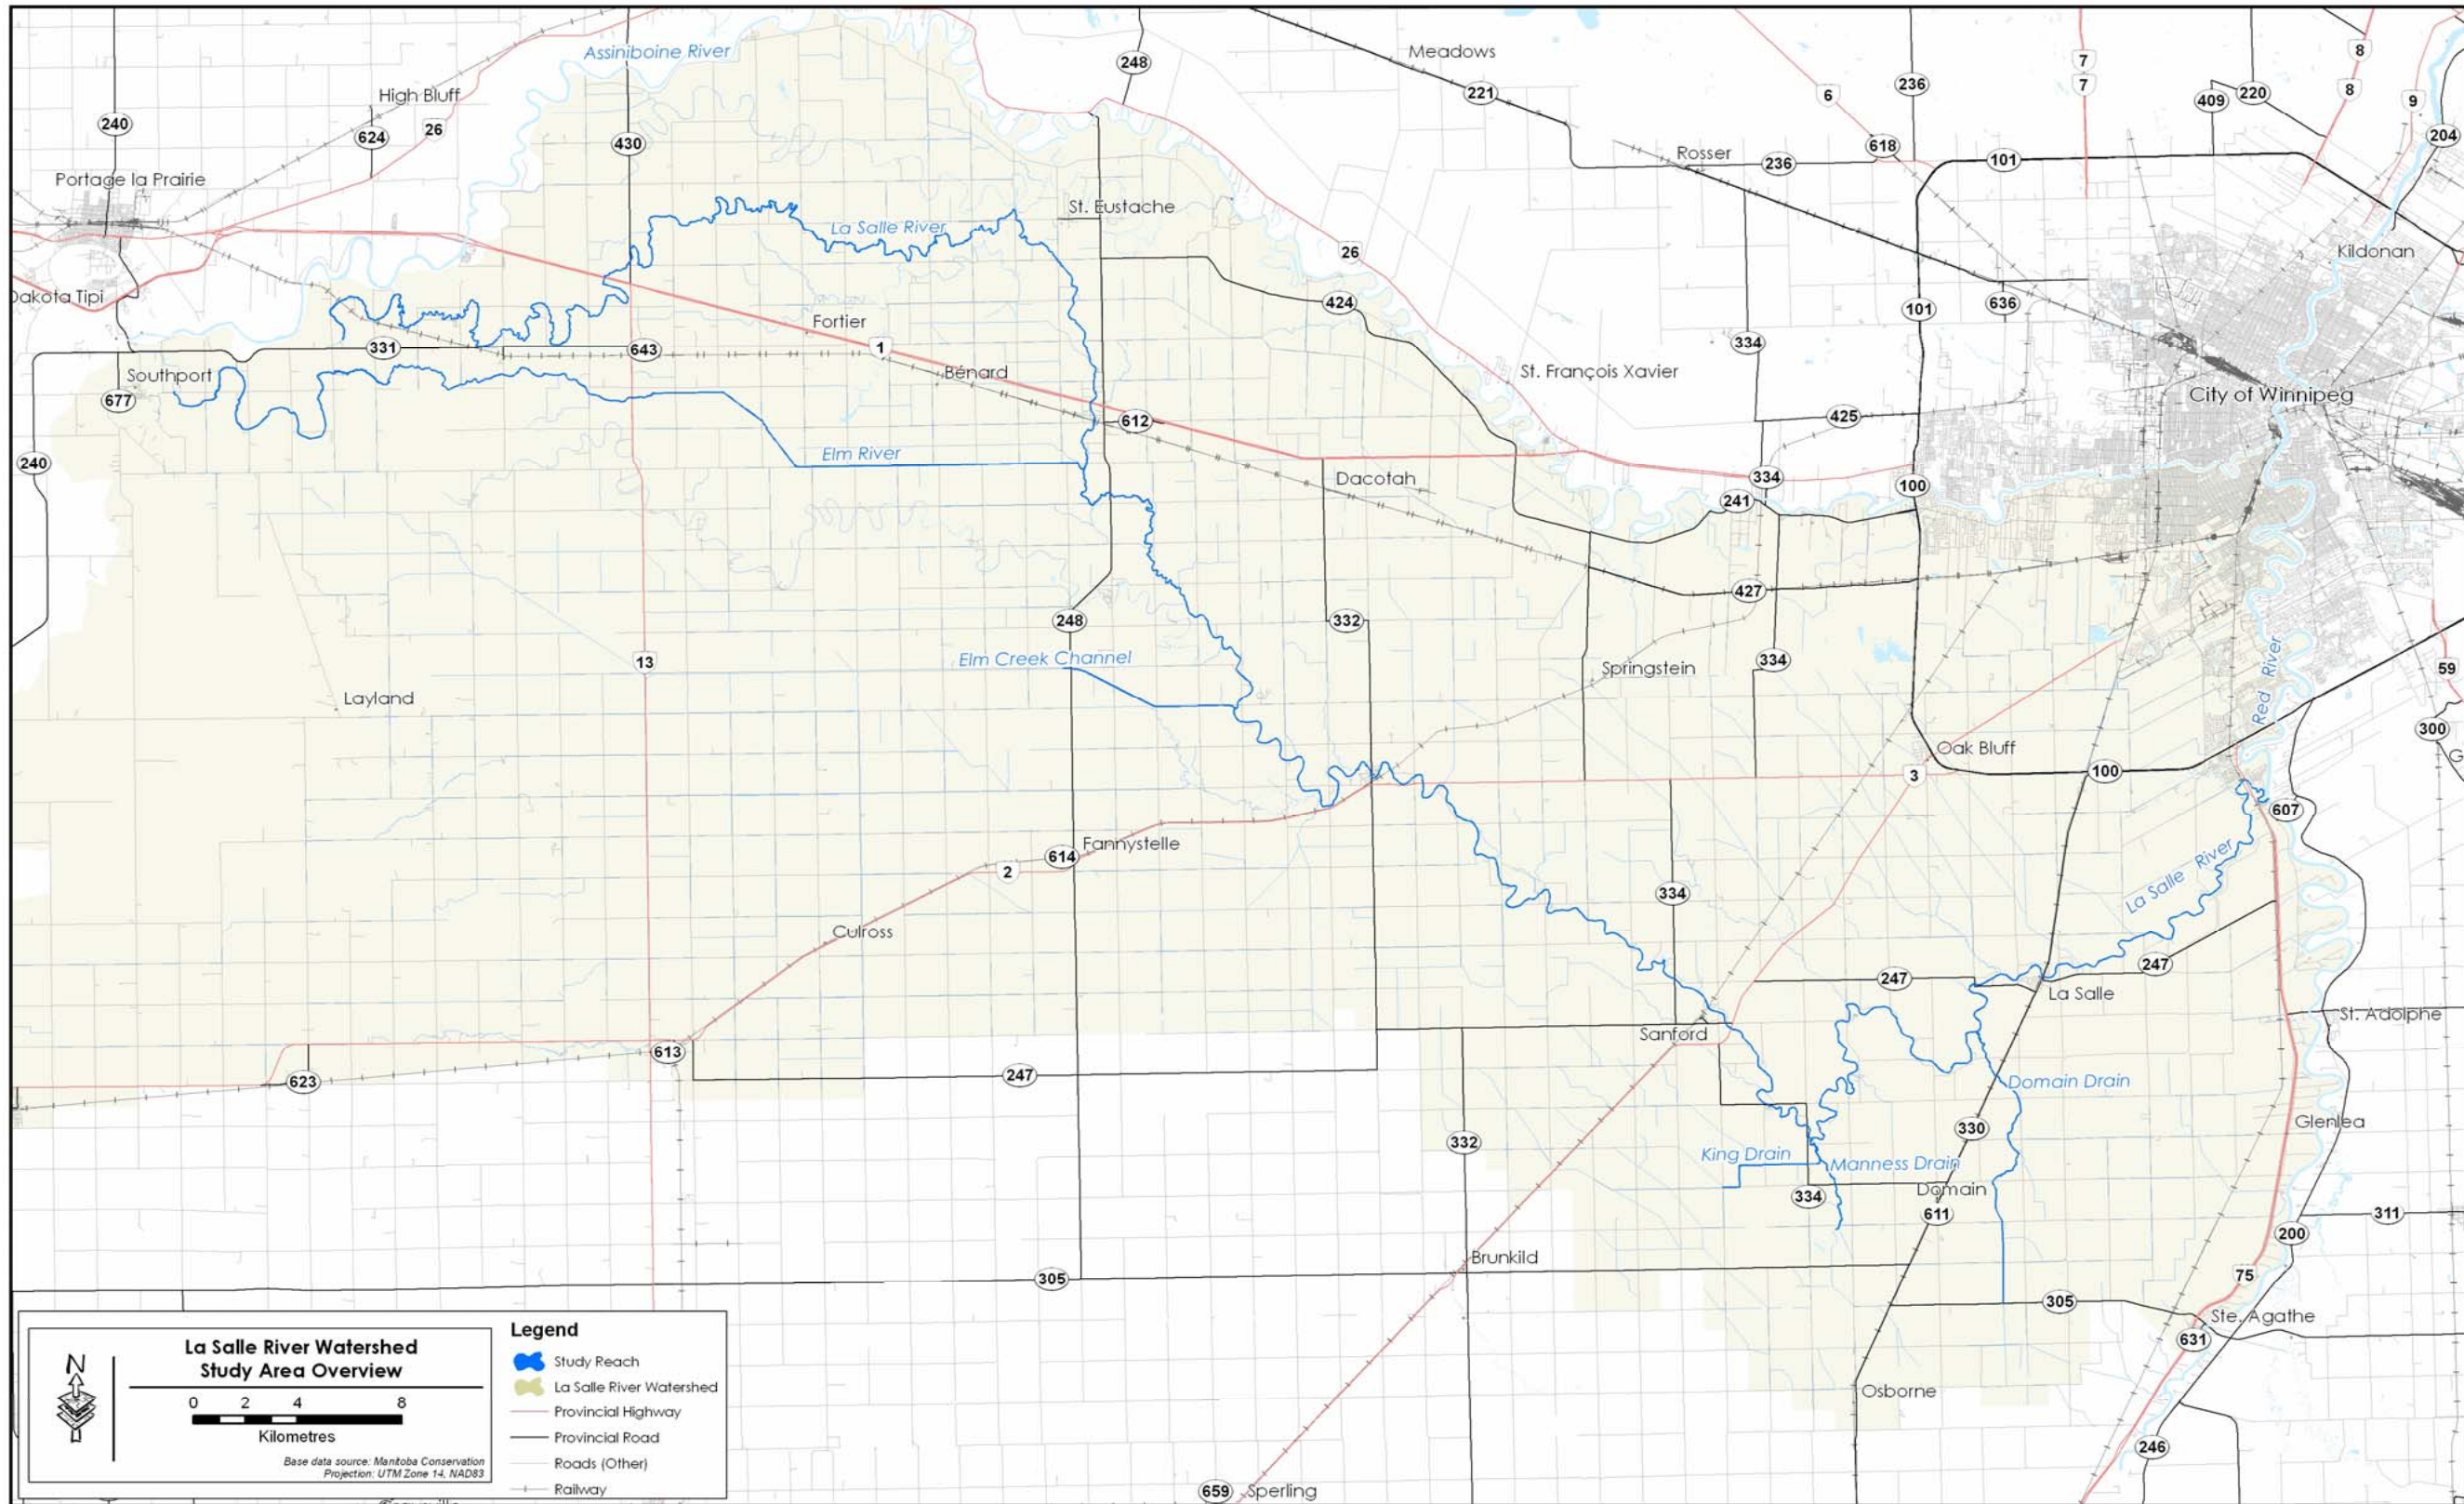 Assiniboine River
248
Meadows
221
6
236
7
7
8
8
9
409
220
204
High Bluff
26
240
624
430
Portage la Prairie
Rosser
236
618
101
St. Eustache
La Salle River
26
Kildonan
Dakota Tipi
424
101
636
Fortier
331
643
1
334
Southport
677
Bénard
St. François Xavier
City of Winnipeg
612
425
240
Elm River
Dacotah
334
241
100
427
248
332
Elm Creek Channel
13
Springstein
334
Red River
59
Layland
300
G
Oak Bluff
3
100
607
Fannystelle
614
2
La Salle River
334
Culross
247
247
La Salle
St. Adolphe
Sanford
613
623
247
Domain Drain
332
330
Glenlea
King Drain
Manness Drain
334
Domain
611
311
200
Brunkild
305
75
305
Ste. Agathe
631
Osborne
246
659
Sperling
La Salle River Watershed
Study Area Overview
N
0 2 4 8
Kilometres
Base data source: Manitoba Conservation
Projection: UTM Zone 14, NAD83
Legend
Study Reach
La Salle River Watershed
Provincial Highway
Provincial Road
Roads (Other)
Railway